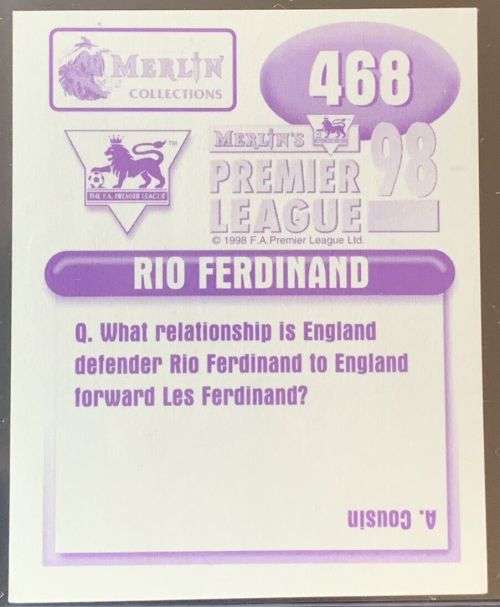 MERLIN
COLLECTIONS
468
THE F.A. PREMIER LEAGUE
TM
MERLIN'S
PREMIER
LEAGUE
98
© 1998 F.A.Premier League Ltd.
RIO FERDINAND
Q. What relationship is England
defender Rio Ferdinand to England
forward Les Ferdinand?
A. Cousin